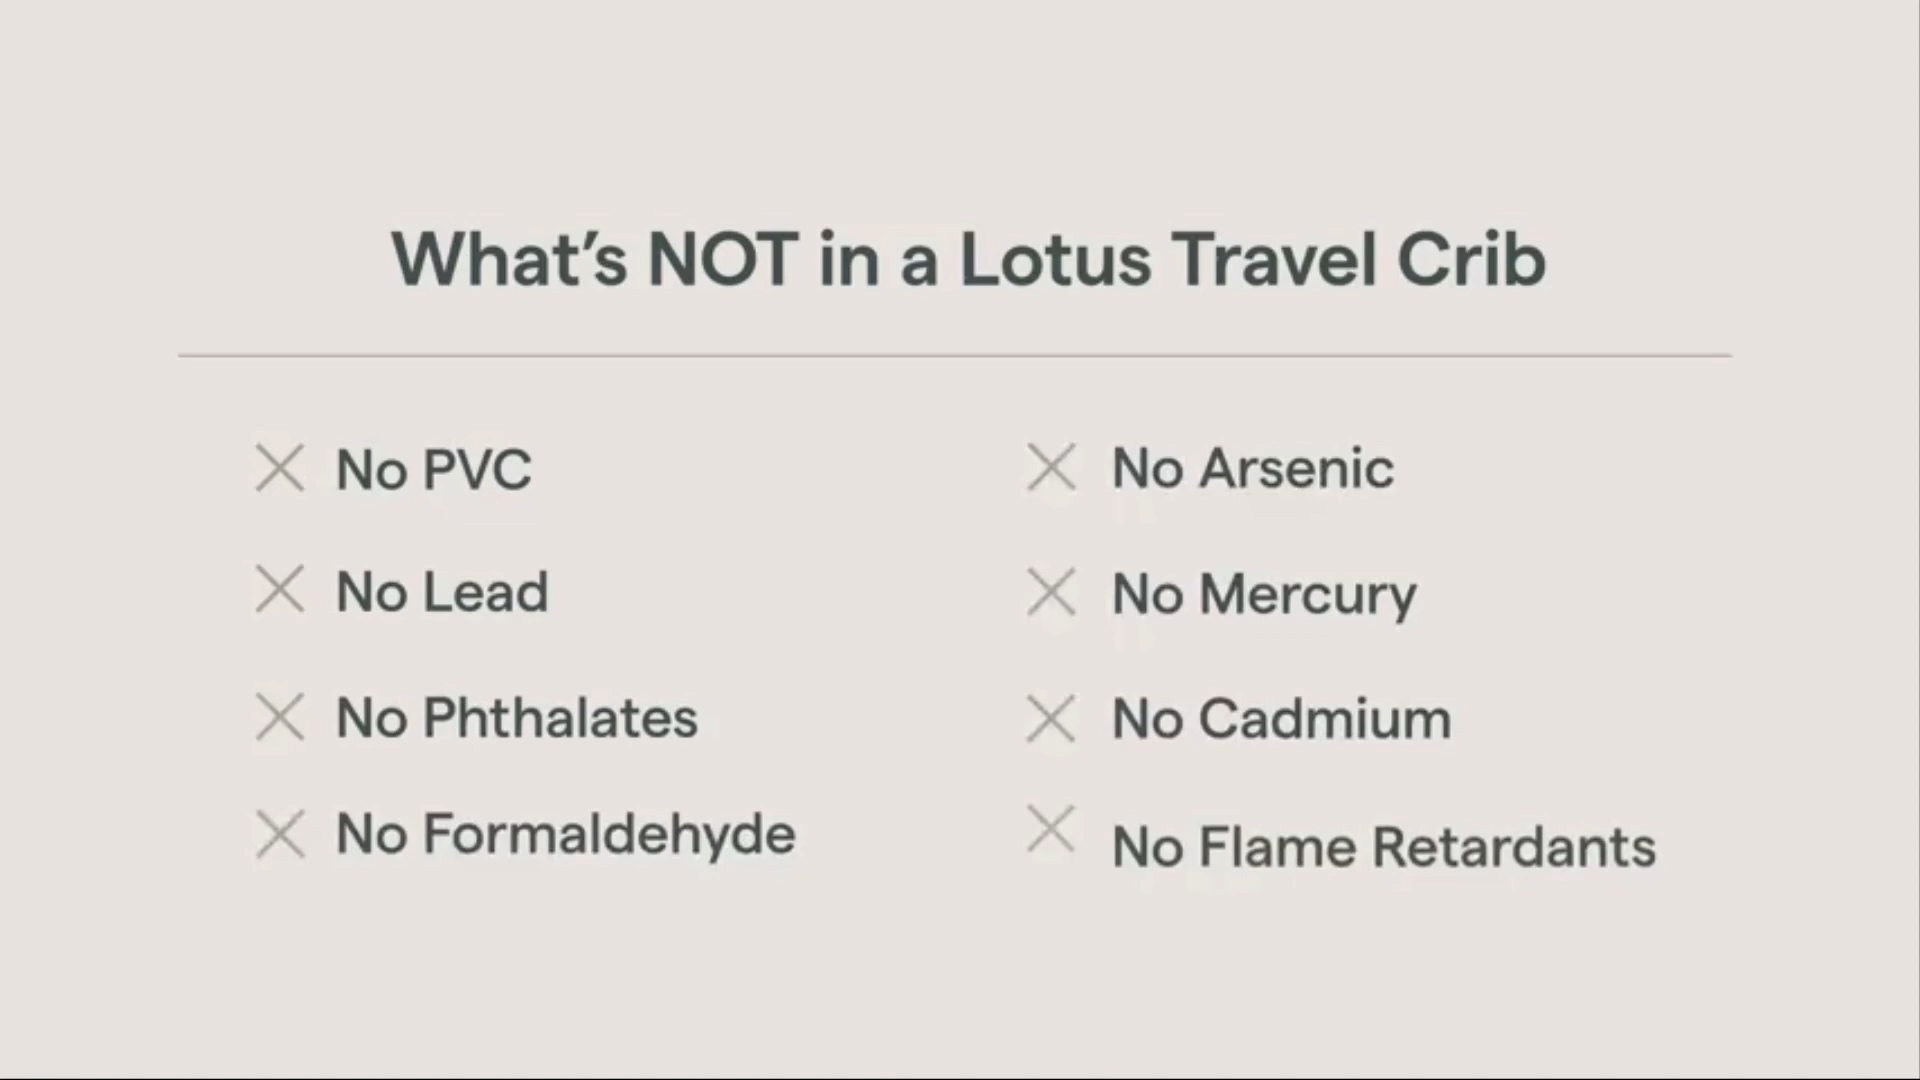 What's NOT in a Lotus Travel Crib
No PVC
No Lead
No Phthalates
No Formaldehyde
No Arsenic
No Mercury
No Cadmium
No Flame Retardants